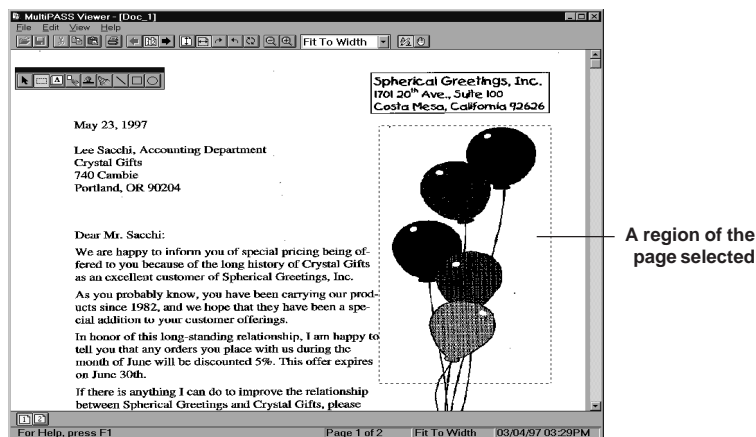 MultiPASS Viewer - [Doc_1]
File Edit View Help
Fit To Width
Spherical Greetings, Inc.
1701 20th Ave., Suite 100
Costa Mesa, California 92626
May 23, 1997
Lee Sacchi, Accounting Department
Crystal Gifts
740 Cambie
Portland, OR 90204
Dear Mr. Sacchi:
We are happy to inform you of special pricing being of-
fered to you because of the long history of Crystal Gifts
as an excellent customer of Spherical Greetings, Inc.
As you probably know, you have been carrying our prod-
ucts since 1982, and we hope that they have been a spe-
cial addition to your customer offerings.
In honor of this long-standing relationship, I am happy to
tell you that any orders you place with us during the
month of June will be discounted 5%. This offer expires
on June 30th.
If there is anything I can do to improve the relationship
between Spherical Greetings and Crystal Gifts, please
A region of the
page selected
1 2
For Help, press F1 Page 1 of 2 Fit To Width 03/04/97 03:29PM